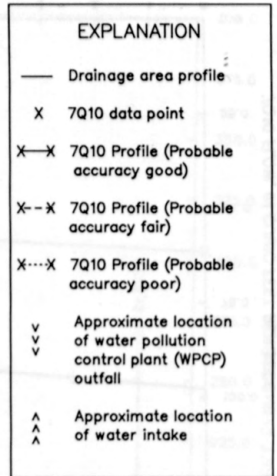 EXPLANATION
Drainage area profile
X 7Q10 data point
X—X 7Q10 Profile (Probable
accuracy good)
X--X 7Q10 Profile (Probable
accuracy fair)
X····X 7Q10 Profile (Probable
accuracy poor)
Approximate location
of water pollution
control plant (WPCP)
outfall
Approximate location
of water intake